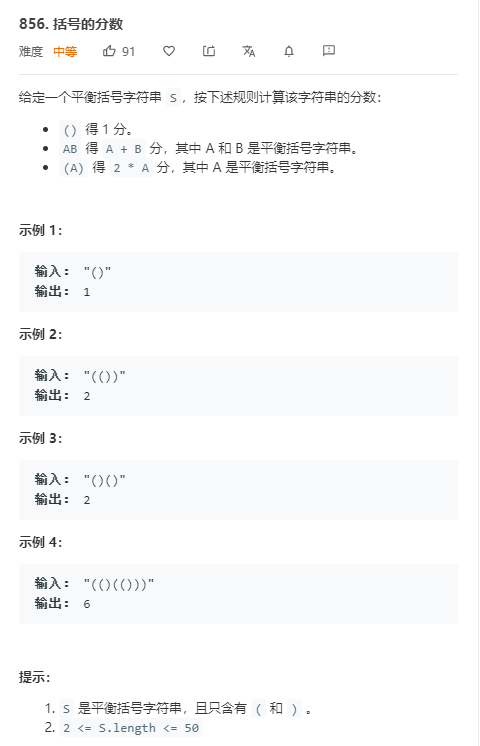 856. 括号的分数
难度 中等 91
给定一个平衡括号字符串 S ，按下述规则计算该字符串的分数：
• () 得 1 分。
• AB 得 A + B 分，其中 A 和 B 是平衡括号字符串。
• (A) 得 2 * A 分，其中 A 是平衡括号字符串。
示例 1：
输入： "()"
输出： 1
示例 2：
输入： "(())"
输出： 2
示例 3：
输入： "()()"
输出： 2
示例 4：
输入： "(()(()))"
输出： 6
提示：
1. S 是平衡括号字符串，且只含有 ( 和 ) 。
2. 2 <= S.length <= 50